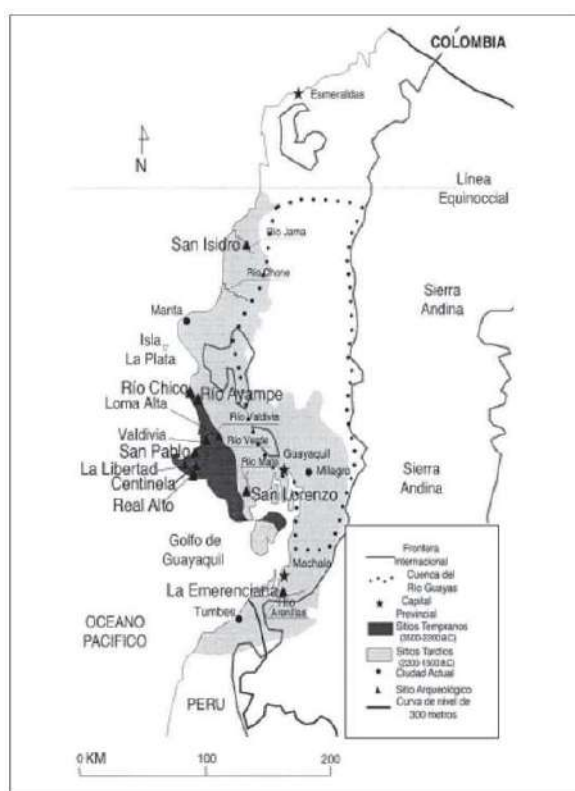 COLOMBIA
Esmeraldas
N
Línea
Equinoccial
Río Jama
San Isidro
Río Chone
Sierra
Andina
Manta
Isla
La Plata
Río Chico
Río Ayampe
Loma Alta
Río Valdivia
Valdivia
Río Verde
Guayaquil
San Pablo
Milagro
La Libertad
Sierra
Andina
Centinela
San Lorenzo
Real Alto
Golfo de
Guayaquil
Machala
La Emerenciana
Río
Arenillas
Tumbes
OCEANO
PACIFICO
PERU
Frontera
Internacional
Cuenca del
Río Guayas
Capital
Provincial
Sitios Tempranos
Sitios Tardíos
Ciudad Actual
Sitio Arqueológico
Curva de nivel de
300 metros
0 KM 100 200